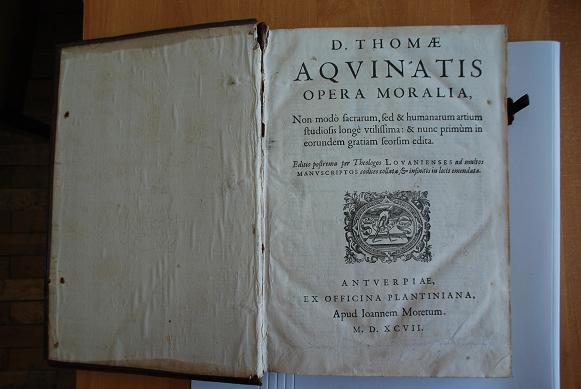 D. THOMÆ
AQVINATIS
OPERA MORALIA,
Non modò sacrarum, sed & humanarum artium
studiosis longè vtilissima: & nunc primùm in
eorundem gratiam seorsim edita.
Editio postrema per Theologos LOVANIENSES ad multos
MANVSCRIPTOS codices collata, & infinitis in locis emendata.
ANTVERPIAE,
EX OFFICINA PLANTINIANA,
Apud Ioannem Moretum.
M. D. XCVII.